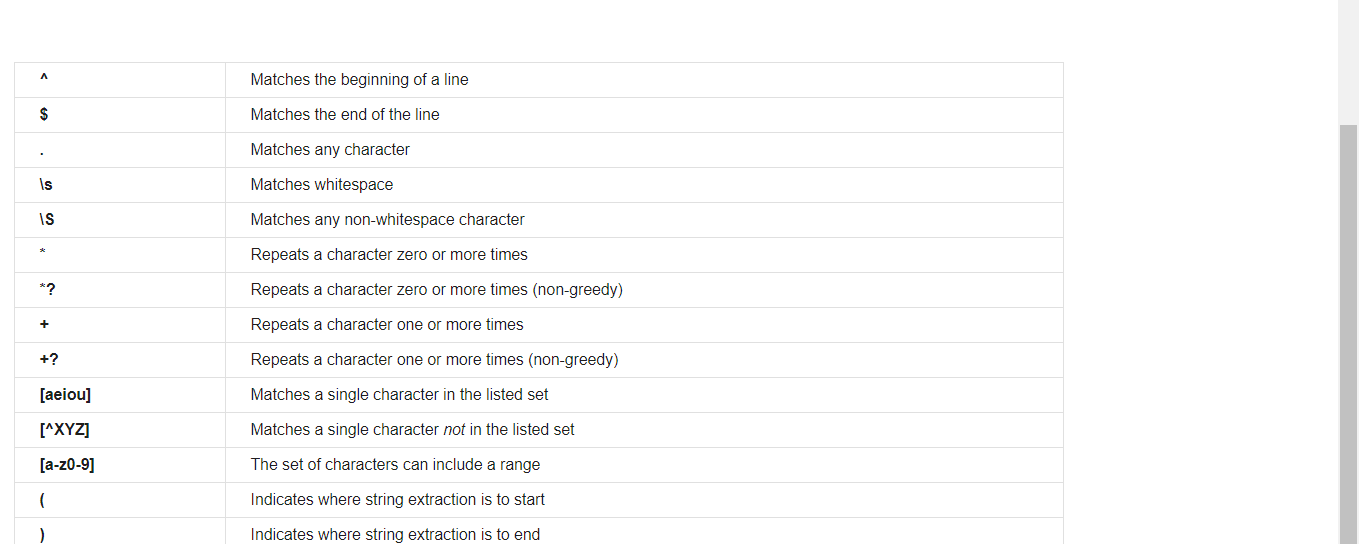 ^ Matches the beginning of a line
$ Matches the end of the line
. Matches any character
\s Matches whitespace
\S Matches any non-whitespace character
* Repeats a character zero or more times
*? Repeats a character zero or more times (non-greedy)
+ Repeats a character one or more times
+? Repeats a character one or more times (non-greedy)
[aeiou] Matches a single character in the listed set
[^XYZ] Matches a single character not in the listed set
[a-z0-9] The set of characters can include a range
( Indicates where string extraction is to start
) Indicates where string extraction is to end